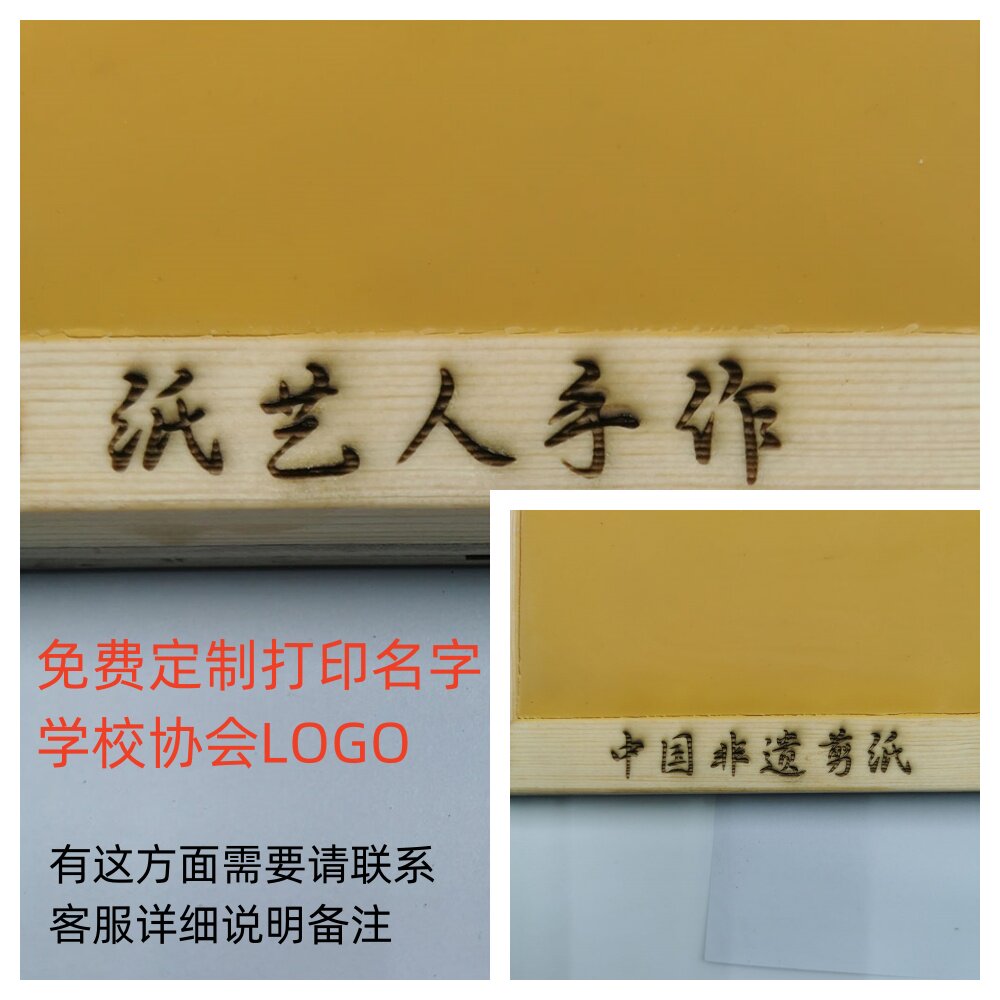 纸艺人手作
免费定制打印名字
学校协会LOGO
有这方面需要请联系
客服详细说明备注
中国非遗剪纸